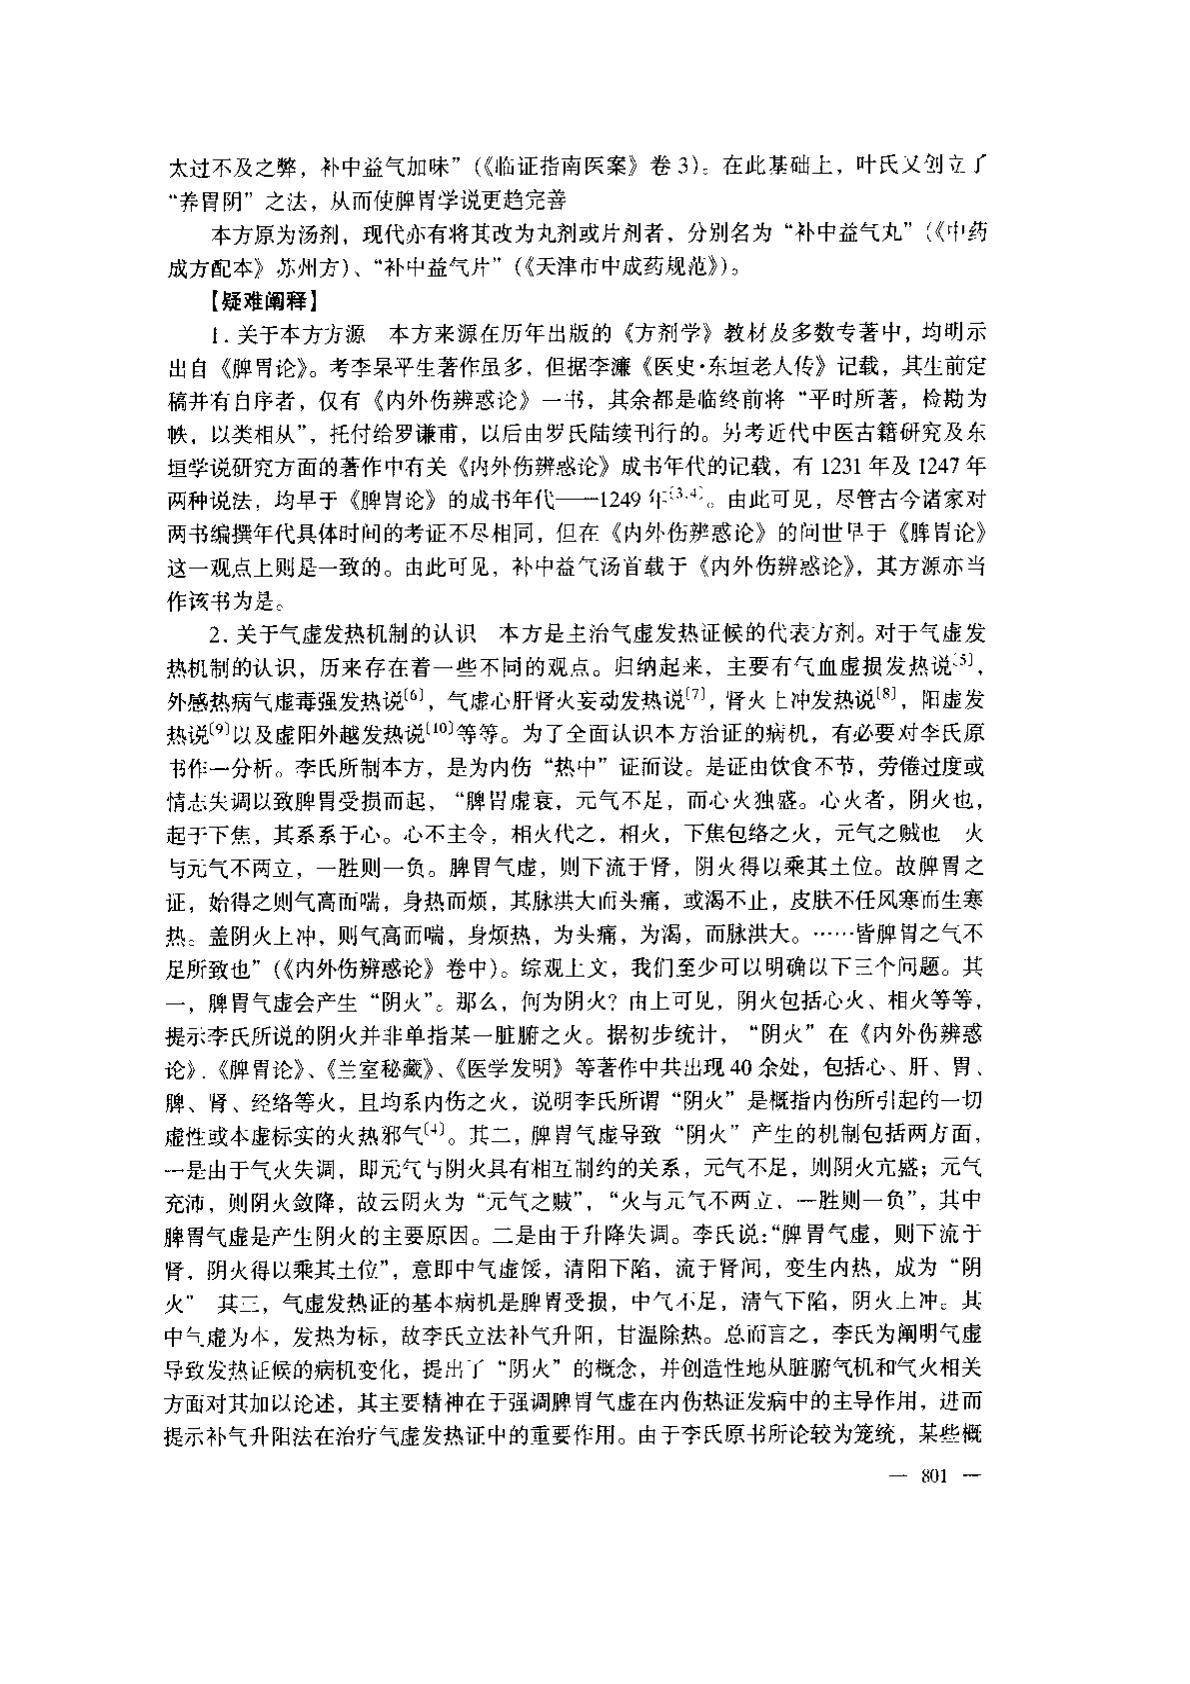 太过不及之弊，补中益气加味”（《临证指南医案》卷 3）。在此基础上，叶氏又创立了
“养胃阴”之法，从而使脾胃学说更趋完善
本方原为汤剂，现代亦有将其改为丸剂或片剂者，分别名为“补中益气丸”（《中药
成方配本》苏州方）、“补中益气片”（《天津市中成药规范》）。
【疑难阐释】
1. 关于本方方源　本方来源在历年出版的《方剂学》教材及多数专著中，均明示
出自《脾胃论》。考李杲平生著作虽多，但据李濂《医史·东垣老人传》记载，其生前定
稿并有自序者，仅有《内外伤辨惑论》一书，其余都是临终前将“平时所著，检勘为
帙，以类相从”，托付给罗谦甫，以后由罗氏陆续刊行的。另考近代中医古籍研究及东
垣学说研究方面的著作中有关《内外伤辨惑论》成书年代的记载，有 1231 年及 1247 年
两种说法，均早于《脾胃论》的成书年代——1249 年[3,4]。由此可见，尽管古今诸家对
两书编撰年代具体时间的考证不尽相同，但在《内外伤辨惑论》的问世早于《脾胃论》
这一观点上则是一致的。由此可见，补中益气汤首载于《内外伤辨惑论》，其方源亦当
作该书为是。
2. 关于气虚发热机制的认识　本方是主治气虚发热证候的代表方剂。对于气虚发
热机制的认识，历来存在着一些不同的观点。归纳起来，主要有气血虚损发热说[5]，
外感热病气虚毒强发热说[6]，气虚心肝肾火妄动发热说[7]，肾火上冲发热说[8]，阳虚发
热说[9]以及虚阳外越发热说[10]等等。为了全面认识本方治证的病机，有必要对李氏原
书作一分析。李氏所制本方，是为内伤“热中”证而设。是证由饮食不节，劳倦过度或
情志失调以致脾胃受损而起，“脾胃虚衰，元气不足，而心火独盛。心火者，阴火也，
起于下焦，其系系于心。心不主令，相火代之，相火，下焦包络之火，元气之贼也　火
与元气不两立，一胜则一负。脾胃气虚，则下流于肾，阴火得以乘其土位。故脾胃之
证，始得之则气高而喘，身热而烦，其脉洪大而头痛，或渴不止，皮肤不任风寒而生寒
热。盖阴火上冲，则气高而喘，身烦热，为头痛，为渴，而脉洪大。……皆脾胃之气不
足所致也”（《内外伤辨惑论》卷中）。综观上文，我们至少可以明确以下三个问题。其
一，脾胃气虚会产生“阴火”。那么，何为阴火？由上可见，阴火包括心火、相火等等，
提示李氏所说的阴火并非单指某一脏腑之火。据初步统计，“阴火”在《内外伤辨惑
论》、《脾胃论》、《兰室秘藏》、《医学发明》等著作中共出现 40 余处，包括心、肝、胃、
脾、肾、经络等火，且均系内伤之火，说明李氏所谓“阴火”是概指内伤所引起的一切
虚性或本虚标实的火热邪气[4]。其二，脾胃气虚导致“阴火”产生的机制包括两方面，
一是由于气火失调，即元气与阴火具有相互制约的关系，元气不足，则阴火亢盛；元气
充沛，则阴火敛降，故云阴火为“元气之贼”，“火与元气不两立，一胜则一负”，其中
脾胃气虚是产生阴火的主要原因。二是由于升降失调。李氏说：“脾胃气虚，则下流于
肾，阴火得以乘其土位”，意即中气虚馁，清阳下陷，流于肾间，变生内热，成为“阴
火”　其三，气虚发热证的基本病机是脾胃受损，中气不足，清气下陷，阴火上冲。其
中气虚为本，发热为标，故李氏立法补气升阳，甘温除热。总而言之，李氏为阐明气虚
导致发热证候的病机变化，提出了“阴火”的概念，并创造性地从脏腑气机和气火相关
方面对其加以论述，其主要精神在于强调脾胃气虚在内伤热证发病中的主导作用，进而
提示补气升阳法在治疗气虚发热证中的重要作用。由于李氏原书所论较为笼统，某些概
— 801 —